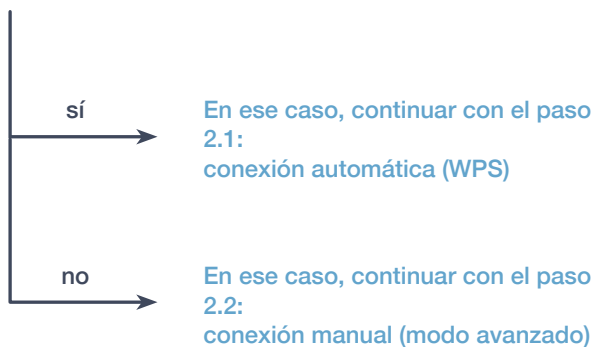 sí
En ese caso, continuar con el paso
2.1:
conexión automática (WPS)
no
En ese caso, continuar con el paso
2.2:
conexión manual (modo avanzado)